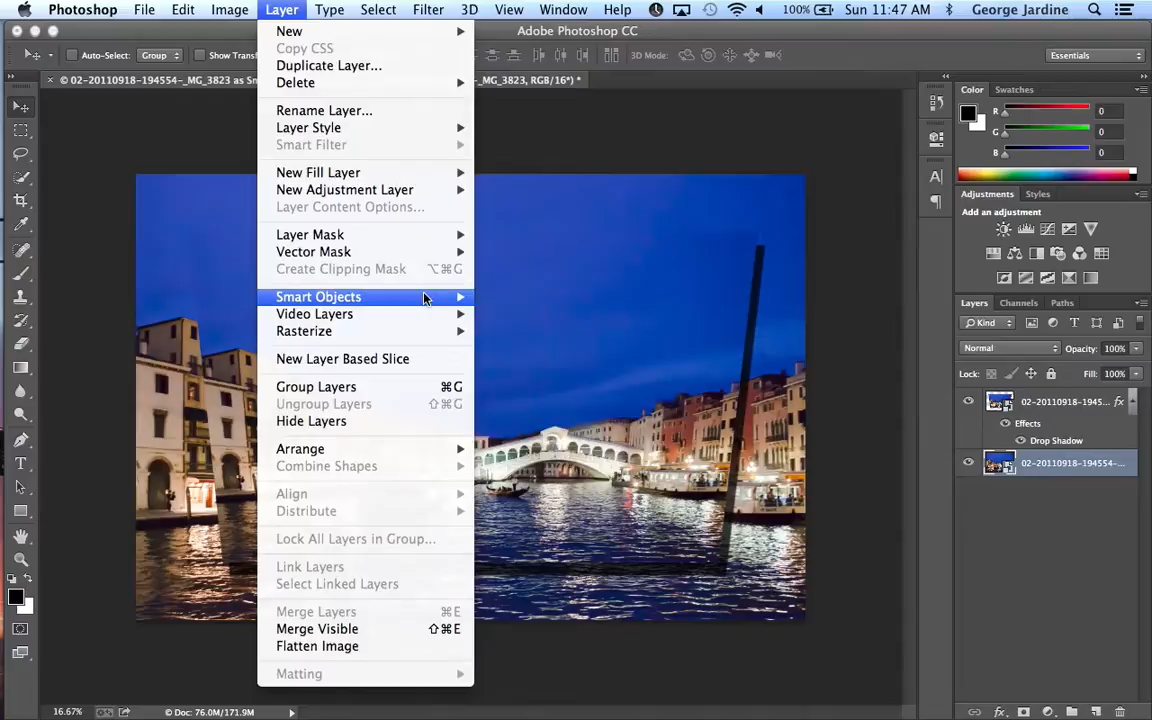 Photoshop File Edit Image Layer Type Select Filter 3D View Window Help 100% Sun 11:47 AM George Jardine
Adobe Photoshop CC
Auto-Select: Group Show Transf 3D Mode: Essentials
× © 02-20110918-194554-_MG_3823 as Sm _MG_3823, RGB/16*) *
New
Copy CSS
Duplicate Layer...
Delete
Rename Layer...
Layer Style
Smart Filter
New Fill Layer
New Adjustment Layer
Layer Content Options...
Layer Mask
Vector Mask
Create Clipping Mask ⌥⌘G
Smart Objects
Video Layers
Rasterize
New Layer Based Slice
Group Layers ⌘G
Ungroup Layers ⇧⌘G
Hide Layers
Arrange
Combine Shapes
Align
Distribute
Lock All Layers in Group...
Link Layers
Select Linked Layers
Merge Layers ⌘E
Merge Visible ⇧⌘E
Flatten Image
Matting
Color Swatches
R 0
G 0
B 0
Adjustments Styles
Add an adjustment
Layers Channels Paths
Kind
Normal Opacity: 100%
Lock: Fill: 100%
02-20110918-1945... fx
Effects
Drop Shadow
02-20110918-194554-...
16.67% © Doc: 76.0M/171.9M